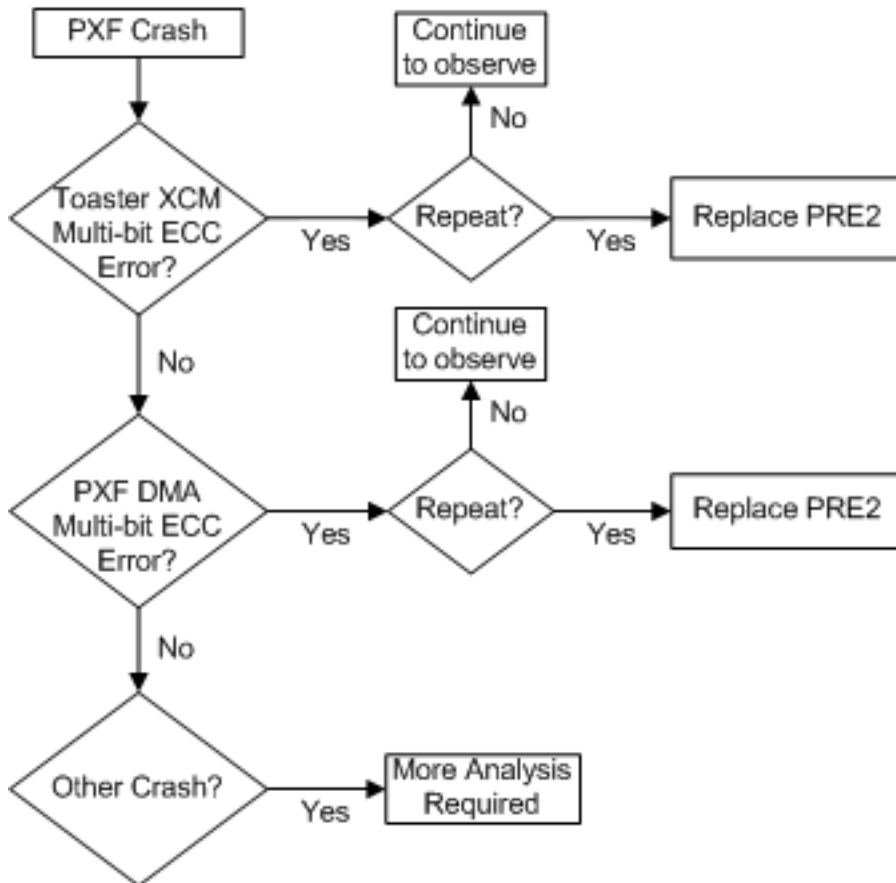 PXF Crash
Continue
to observe
No
Toaster XCM
Multi-bit ECC
Error?
Yes
Repeat?
Yes
Replace PRE2
No
Continue
to observe
No
PXF DMA
Multi-bit ECC
Error?
Yes
Repeat?
Yes
Replace PRE2
No
Other Crash?
Yes
More Analysis
Required